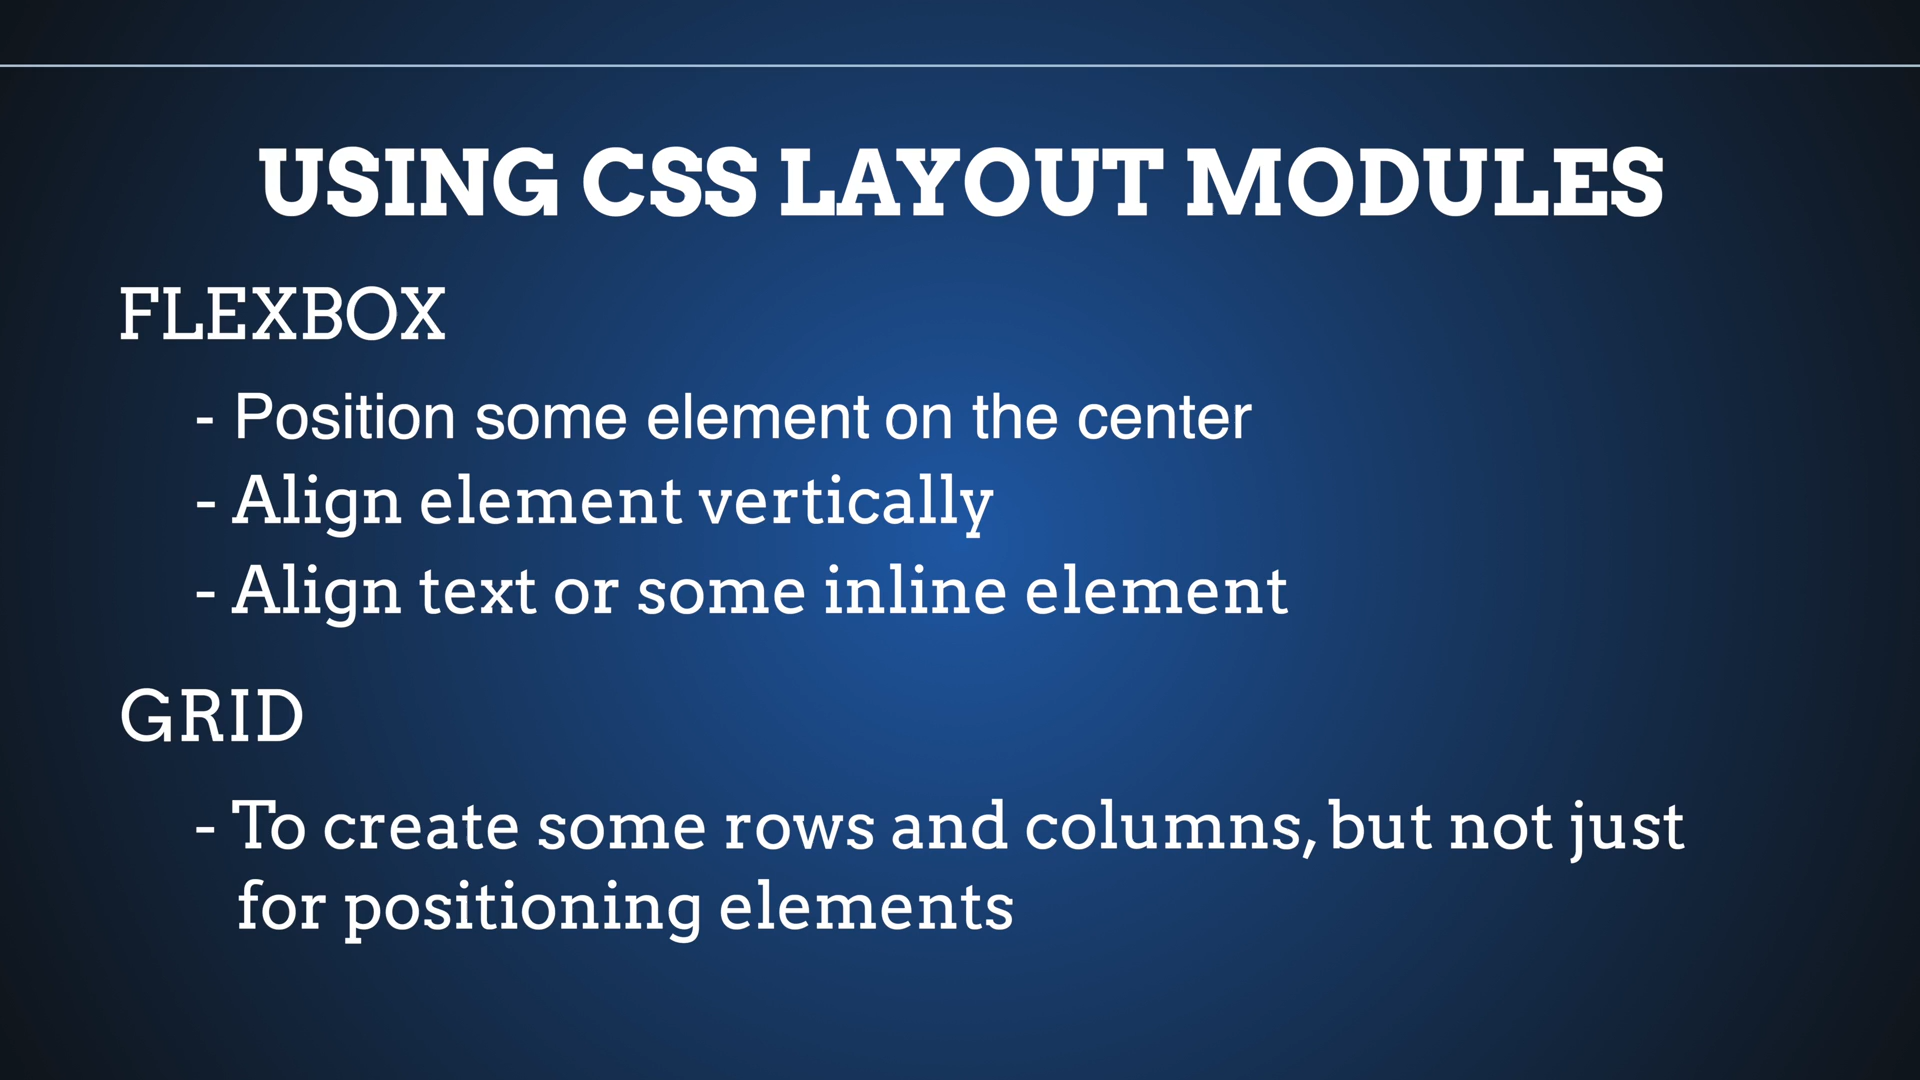 USING CSS LAYOUT MODULES
FLEXBOX
- Position some element on the center
- Align element vertically
- Align text or some inline element
GRID
- To create some rows and columns, but not just
for positioning elements